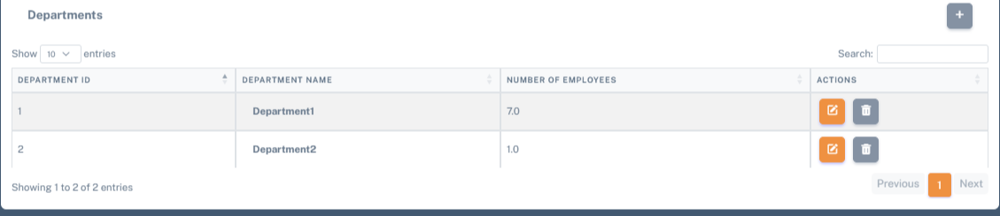 Departments
+
Show 10 entries Search:
DEPARTMENT ID DEPARTMENT NAME NUMBER OF EMPLOYEES ACTIONS
1 Department1 7.0
2 Department2 1.0
Showing 1 to 2 of 2 entries Previous 1 Next